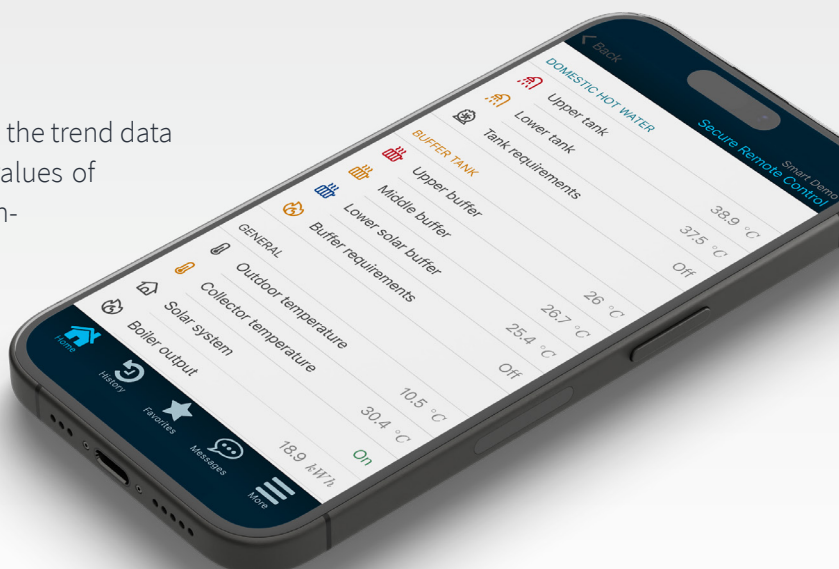 the trend data
alues of
n-
Back
Smart Demo
Secure Remote Control
DOMESTIC HOT WATER
Upper tank 38.9 °C
Lower tank 37.5 °C
Tank requirements Off
BUFFER TANK
Upper buffer 26 °C
Middle buffer 26.7 °C
Lower solar buffer 25.4 °C
Buffer requirements Off
GENERAL
Outdoor temperature 10.5 °C
Collector temperature 30.4 °C
Solar system On
Boiler output 18.9 kWh
Home History Favorites Messages More